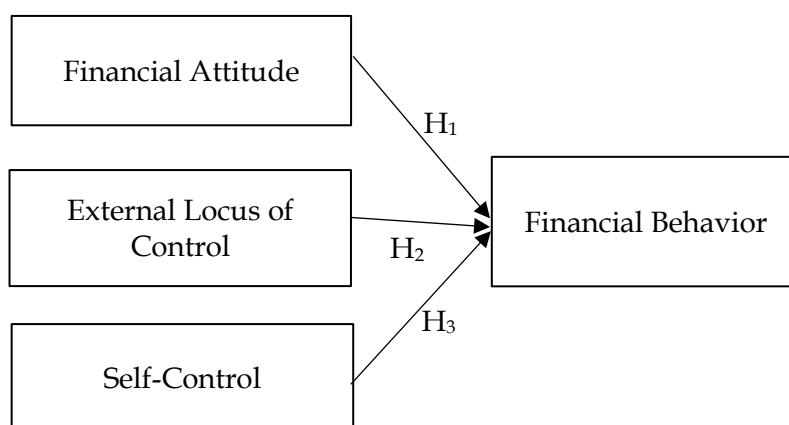 Financial Attitude
H₁
External Locus of
Control
H₂
Financial Behavior
H₃
Self-Control